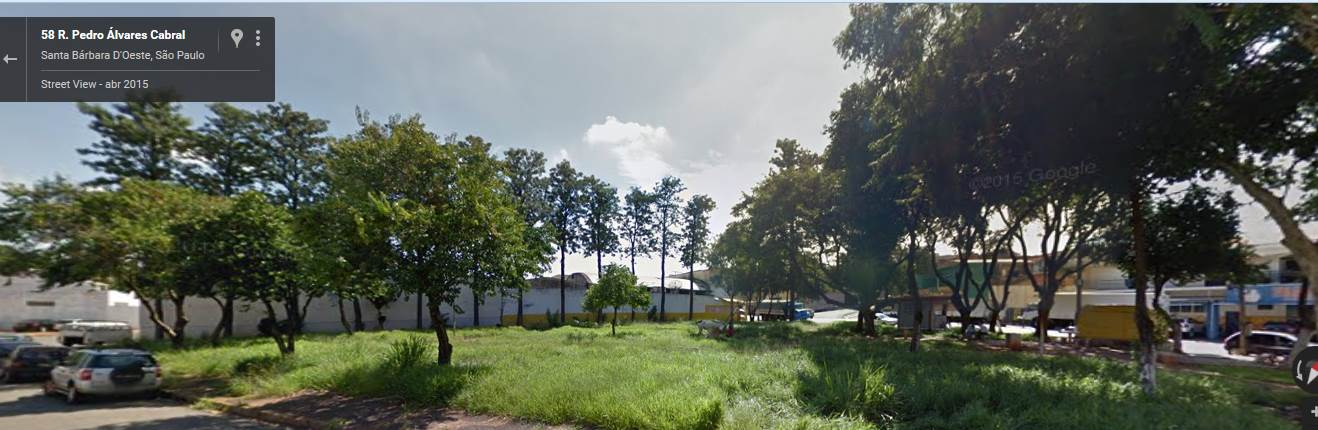 58 R. Pedro Álvares Cabral
Santa Bárbara D'Oeste, São Paulo
Street View - abr 2015
©2015 Google